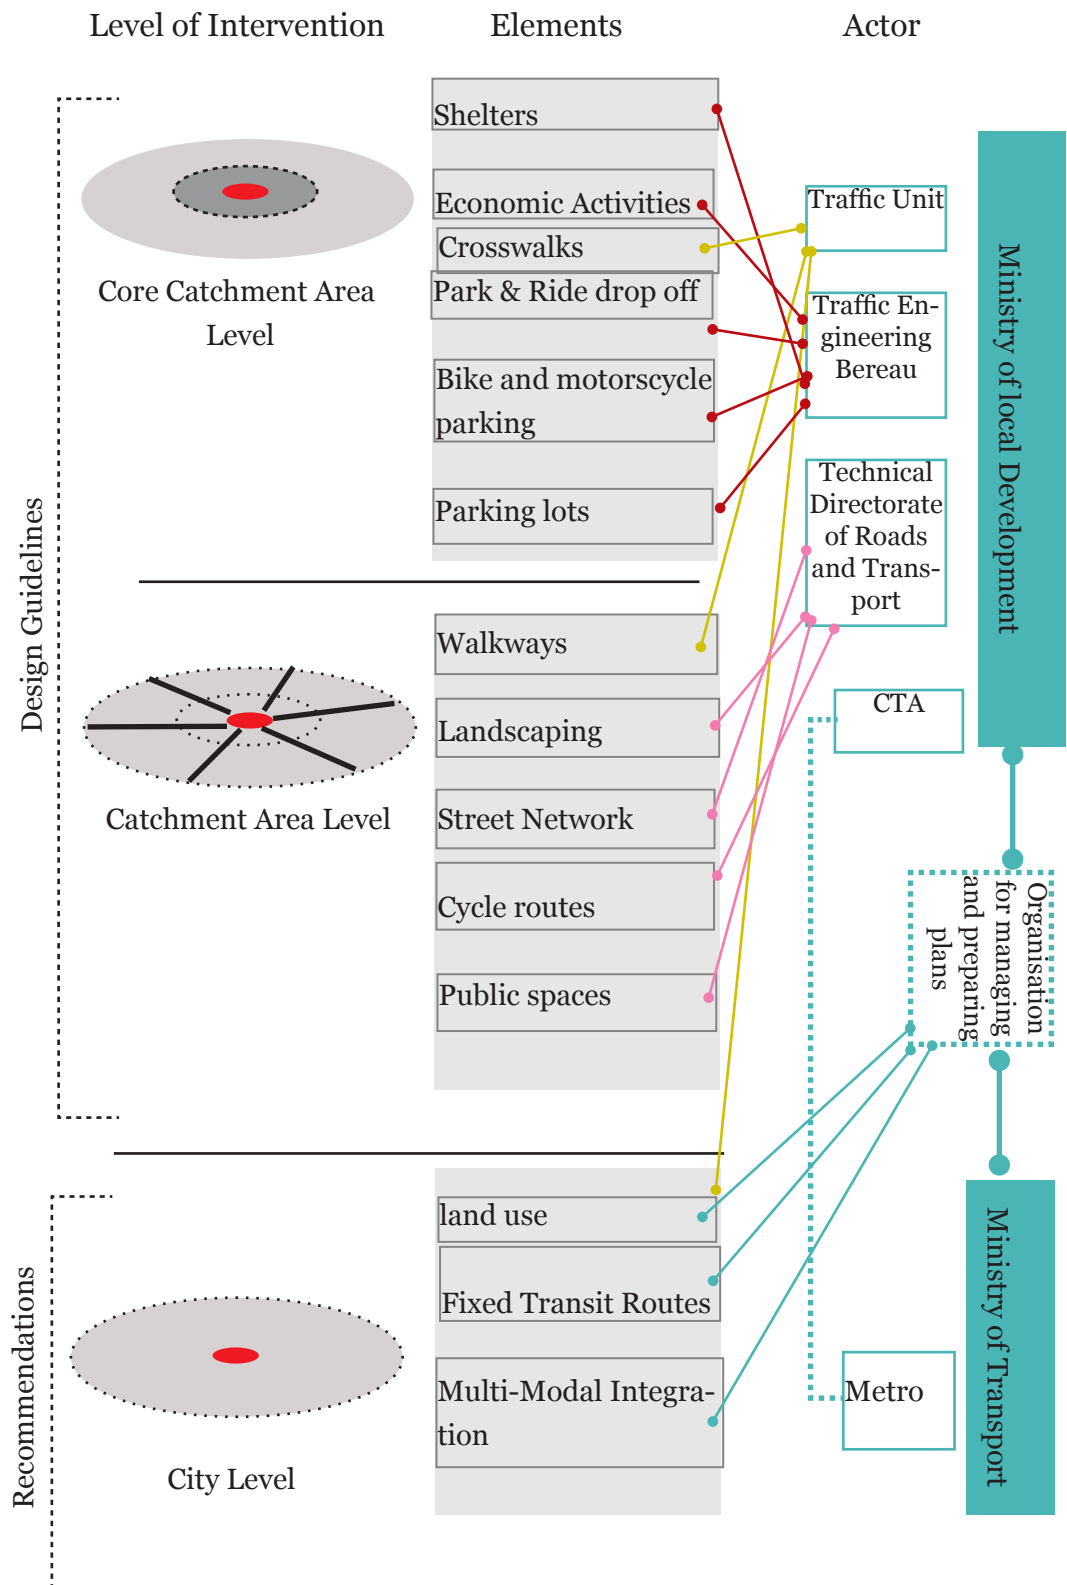 Level of Intervention
Elements
Actor
Design Guidelines
Core Catchment Area
Level
Shelters
Economic Activities
Crosswalks
Park & Ride drop off
Bike and motorscycle
parking
Parking lots
Catchment Area Level
Walkways
Landscaping
Street Network
Cycle routes
Public spaces
Recommendations
City Level
land use
Fixed Transit Routes
Multi-Modal Integra-
tion
Traffic Unit
Traffic En-
gineering
Bereau
Technical
Directorate
of Roads
and Trans-
port
CTA
Metro
Ministry of local Development
Organisation
for managing
and preparing
plans
Ministry of Transport